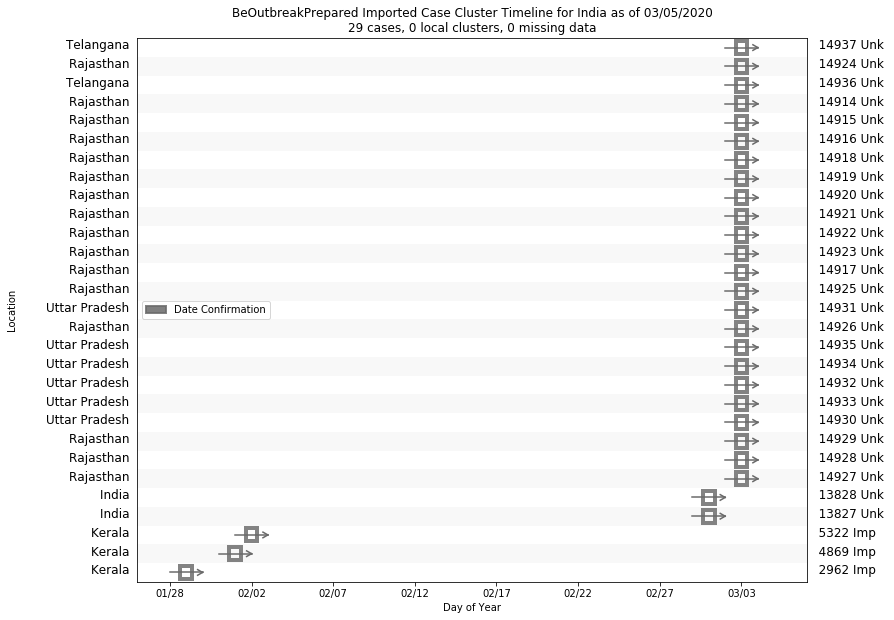 BeOutbreakPrepared Imported Case Cluster Timeline for India as of 03/05/2020
29 cases, 0 local clusters, 0 missing data
Telangana 14937 Unk
Rajasthan 14924 Unk
Telangana 14936 Unk
Rajasthan 14914 Unk
Rajasthan 14915 Unk
Rajasthan 14916 Unk
Rajasthan 14918 Unk
Rajasthan 14919 Unk
Rajasthan 14920 Unk
Rajasthan 14921 Unk
Rajasthan 14922 Unk
Rajasthan 14923 Unk
Rajasthan 14917 Unk
Rajasthan 14925 Unk
Uttar Pradesh 14931 Unk
Rajasthan 14926 Unk
Uttar Pradesh 14935 Unk
Uttar Pradesh 14934 Unk
Uttar Pradesh 14932 Unk
Uttar Pradesh 14933 Unk
Uttar Pradesh 14930 Unk
Rajasthan 14929 Unk
Rajasthan 14928 Unk
Rajasthan 14927 Unk
India 13828 Unk
India 13827 Unk
Kerala 5322 Imp
Kerala 4869 Imp
Kerala 2962 Imp
Location
Date Confirmation
01/28 02/02 02/07 02/12 02/17 02/22 02/27 03/03
Day of Year